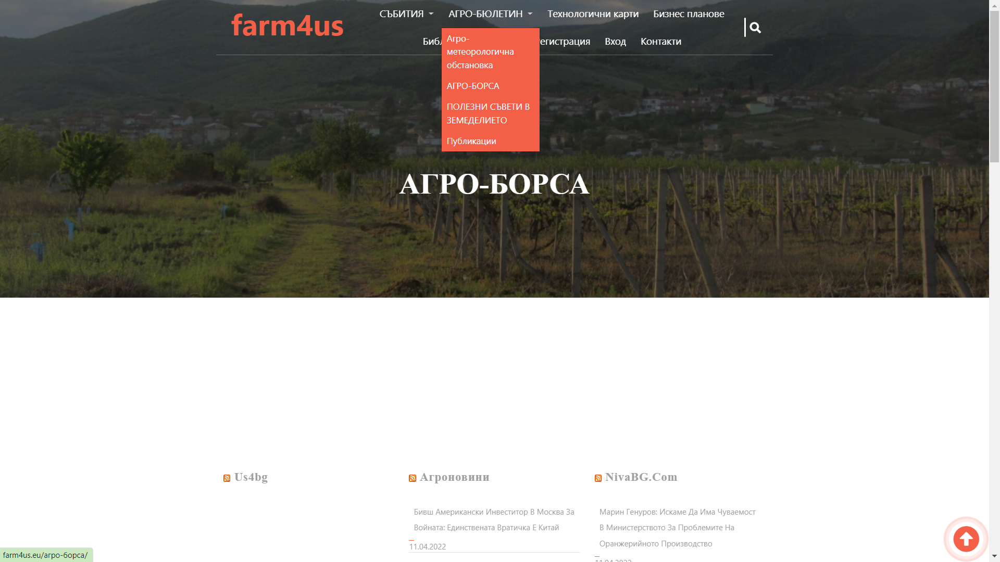 farm4us
СЪБИТИЯ
АГРО-БЮЛЕТИН
Технологични карти
Бизнес планове
Вход
Контакти
Агро-
метеорологична
обстановка
АГРО-БОРСА
ПОЛЕЗНИ СЪВЕТИ В
ЗЕМЕДЕЛИЕТО
Публикации
АГРО-БОРСА
Us4bg
Агроновини
Бивш Американски Инвеститор В Москва За
Войната: Единствената Вратичка Е Китай
11.04.2022
NivaBG.Com
Марин Генуров: Искаме Да Има Чуваемост
В Министерството За Проблемите На
Оранжерийното Производство
farm4us.eu/агро-борса/